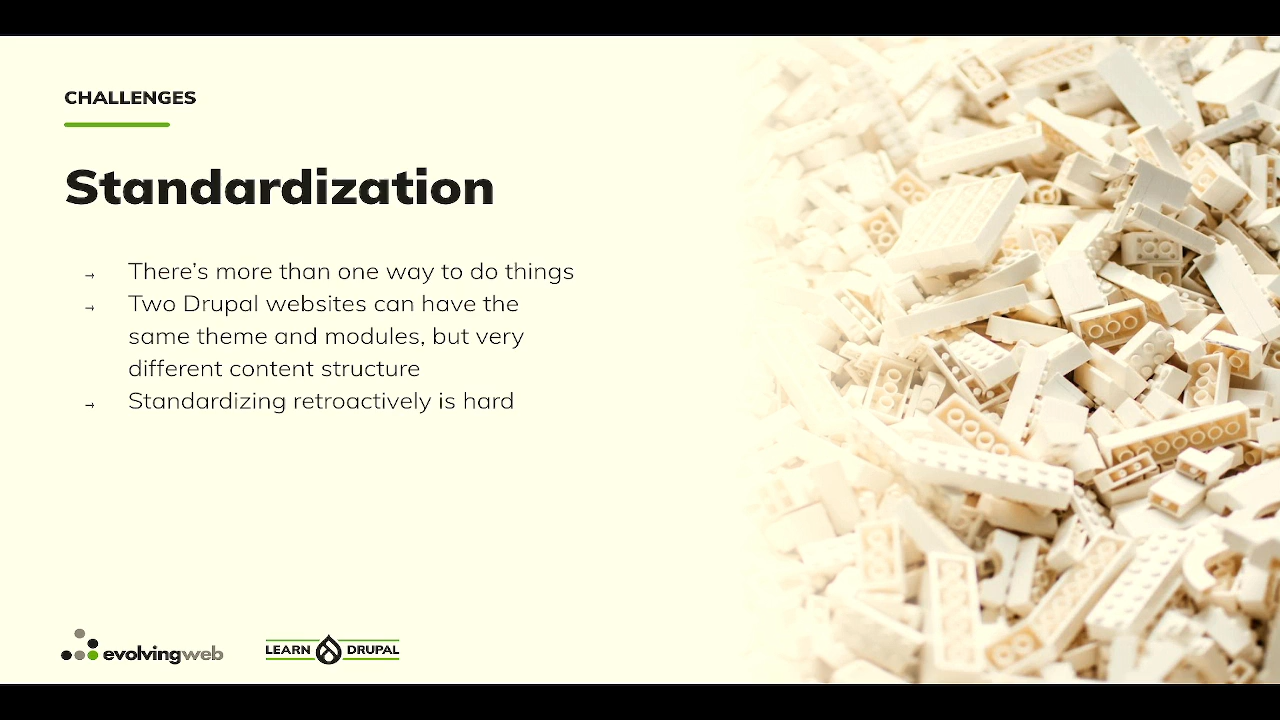 CHALLENGES
Standardization
→ There's more than one way to do things
→ Two Drupal websites can have the
same theme and modules, but very
different content structure
→ Standardizing retroactively is hard
evolvingweb
LEARN DRUPAL